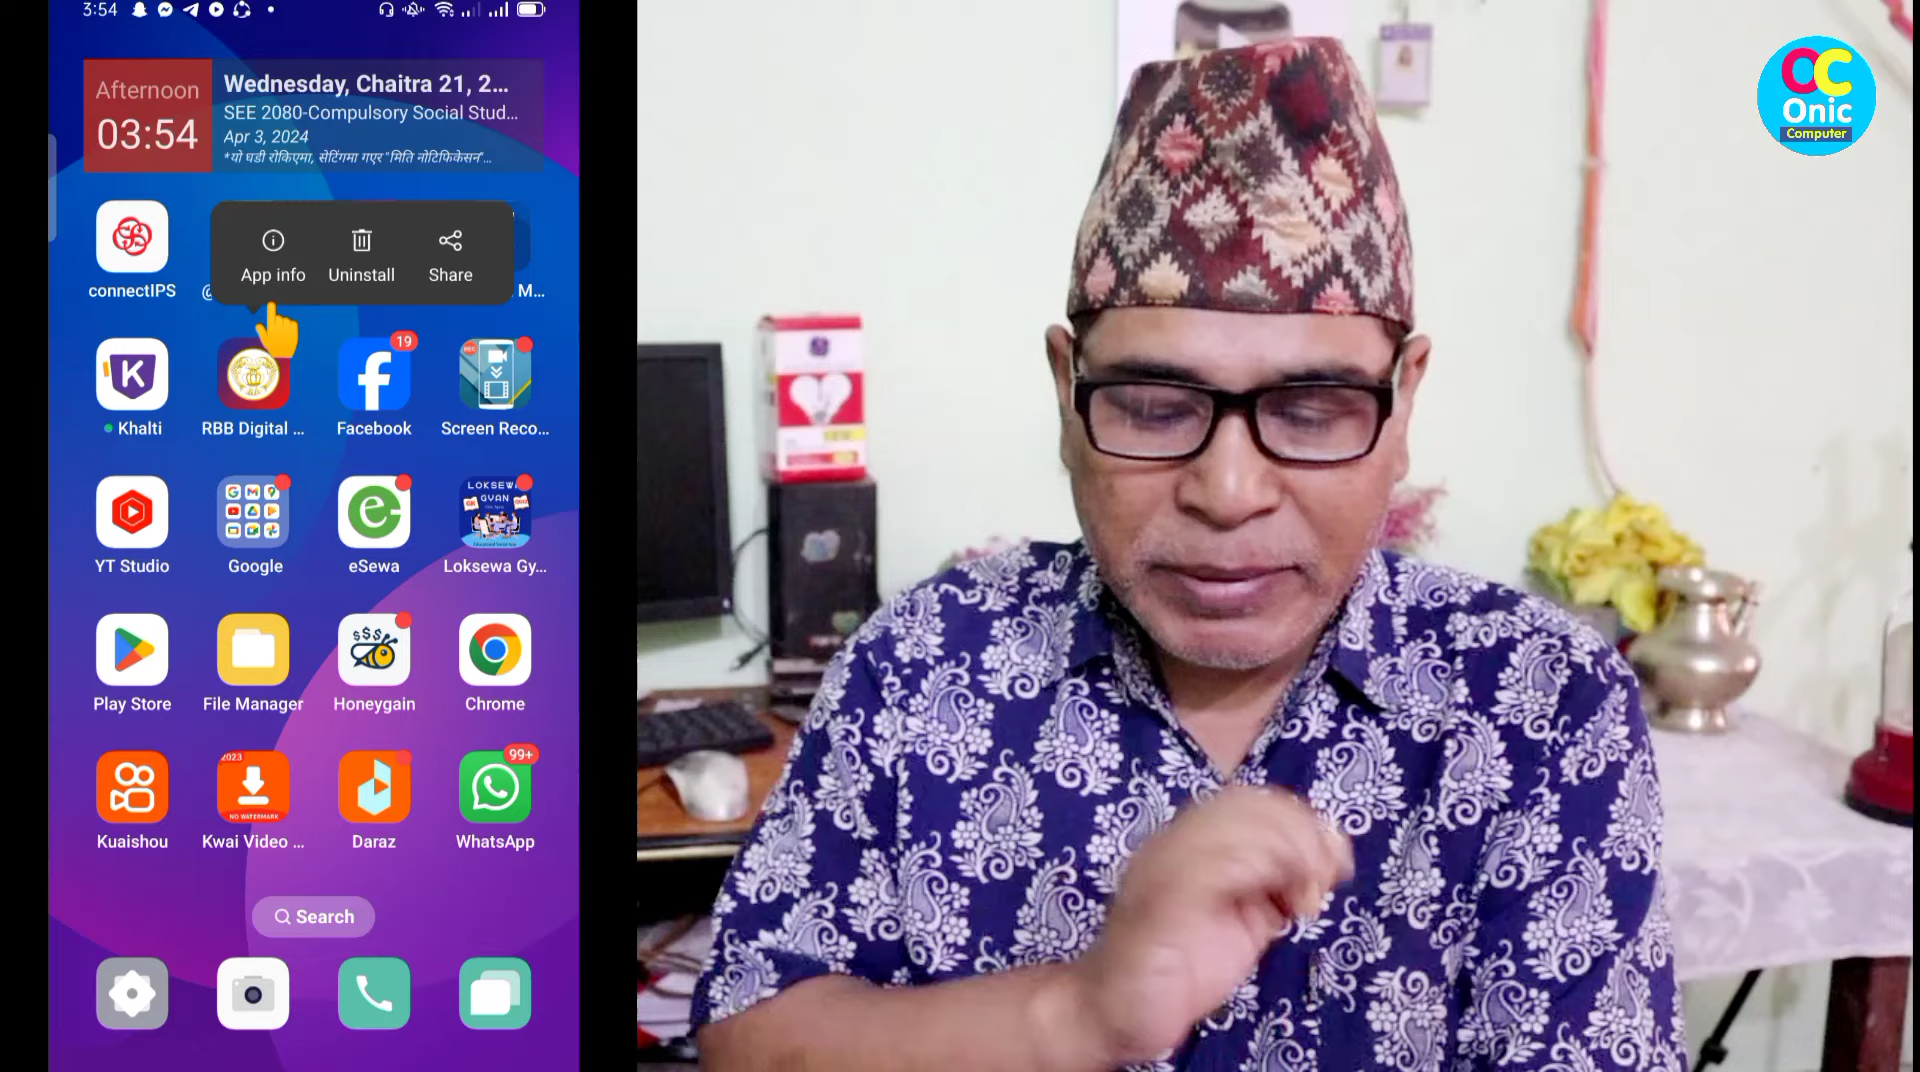 3:54
Afternoon
03:54
Wednesday, Chaitra 21, 2...
SEE 2080-Compulsory Social Stud...
Apr 3, 2024
*यो घडी रोकिएमा, सेटिंगमा गएर "मिति नोटिफिकेसन"...
App info
Uninstall
Share
connectIPS
M...
19
REC
Khalti
RBB Digital ...
Facebook
Screen Reco...
LOKSEWA
GYAN
YT Studio
Google
eSewa
Loksewa Gy...
$$$
Play Store
File Manager
Honeygain
Chrome
2023
NO WATERMARK
99+
Kuaishou
Kwai Video ...
Daraz
WhatsApp
Search
OC
Onic
Computer